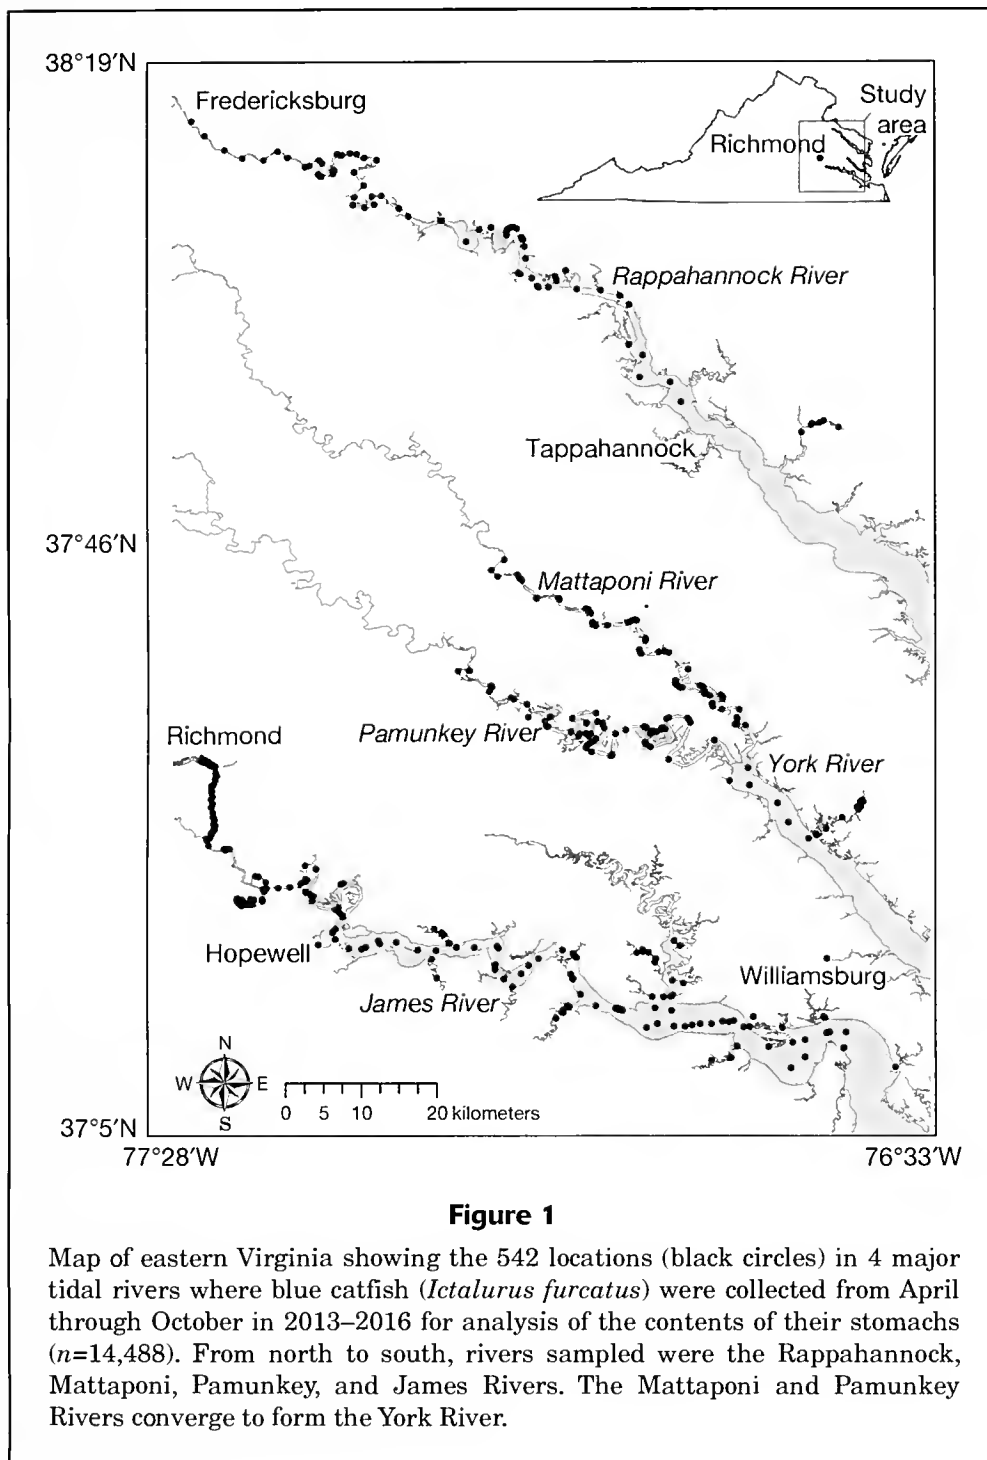 38°19′N
Fredericksburg
Study
area
Richmond
Rappahannock River
Tappahannock
37°46′N
Mattaponi River
Pamunkey River
Richmond
York River
Hopewell
Williamsburg
James River
N
W E
S
0 5 10 20 kilometers
37°5′N
77°28′W 76°33′W
Figure 1
Map of eastern Virginia showing the 542 locations (black circles) in 4 major
tidal rivers where blue catfish (Ictalurus furcatus) were collected from April
through October in 2013–2016 for analysis of the contents of their stomachs
(n=14,488). From north to south, rivers sampled were the Rappahannock,
Mattaponi, Pamunkey, and James Rivers. The Mattaponi and Pamunkey
Rivers converge to form the York River.